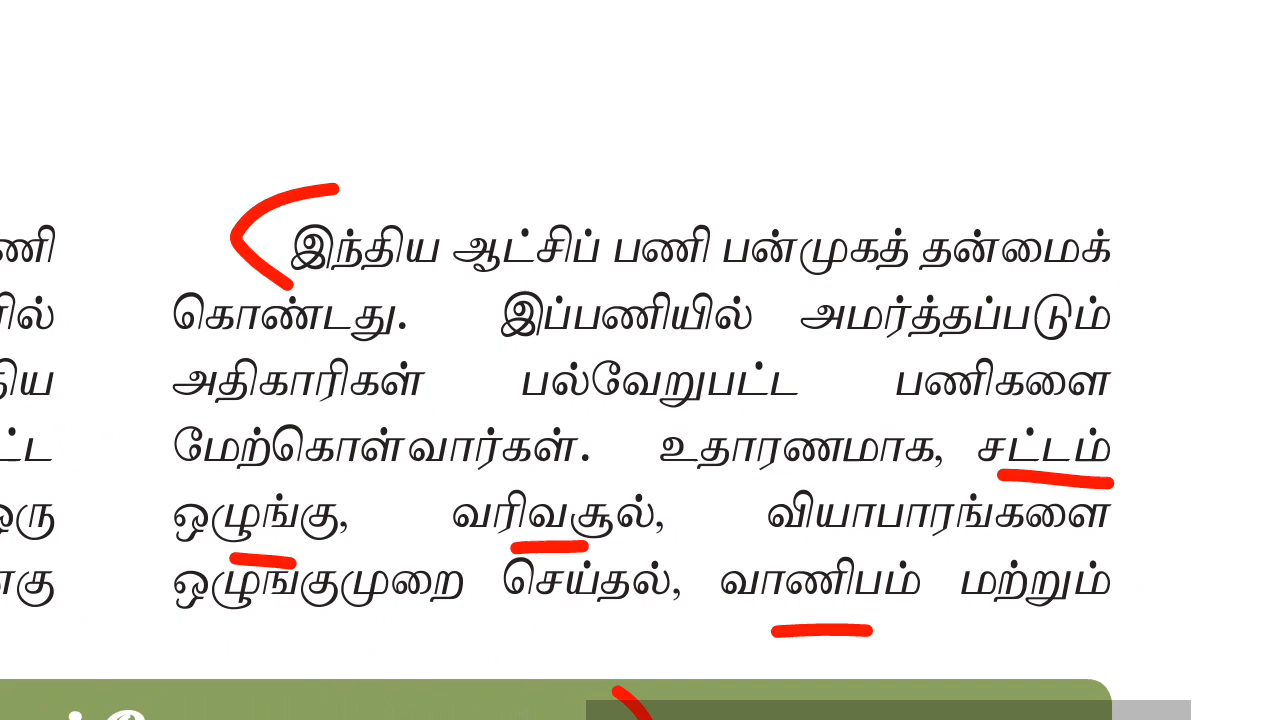 இந்திய ஆட்சிப் பணி பன்முகத் தன்மைக்
கொண்டது. இப்பணியில் அமர்த்தப்படும்
அதிகாரிகள் பல்வேறுபட்ட பணிகளை
மேற்கொள்வார்கள். உதாரணமாக, சட்டம்
ஒழுங்கு, வரிவசூல், வியாபாரங்களை
ஒழுங்குமுறை செய்தல், வாணிபம் மற்றும்